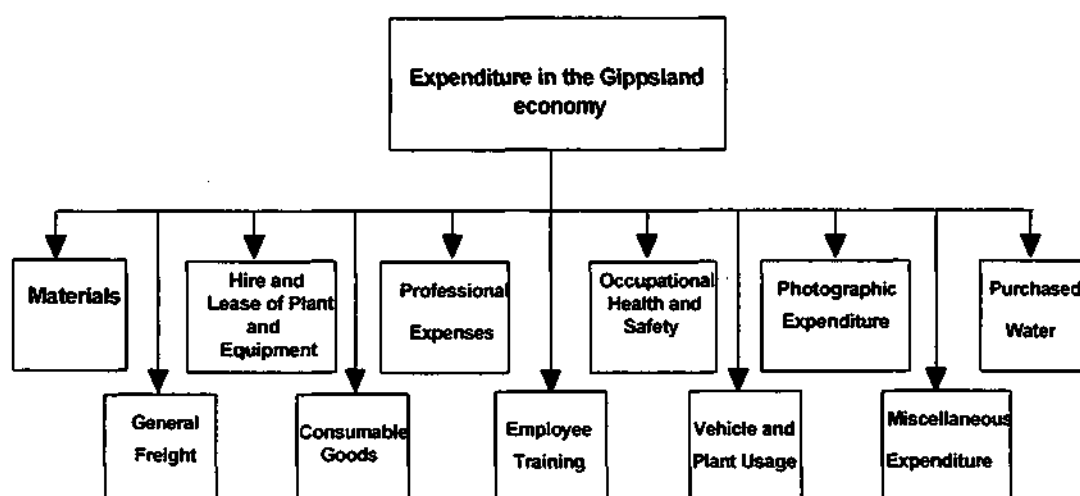 Expenditure in the Gippsland
economy
Materials
Hire and
Lease of Plant
and
Equipment
Professional
Expenses
Occupational
Health and
Safety
Photographic
Expenditure
Purchased
Water
General
Freight
Consumable
Goods
Employee
Training
Vehicle and
Plant Usage
Miscellaneous
Expenditure